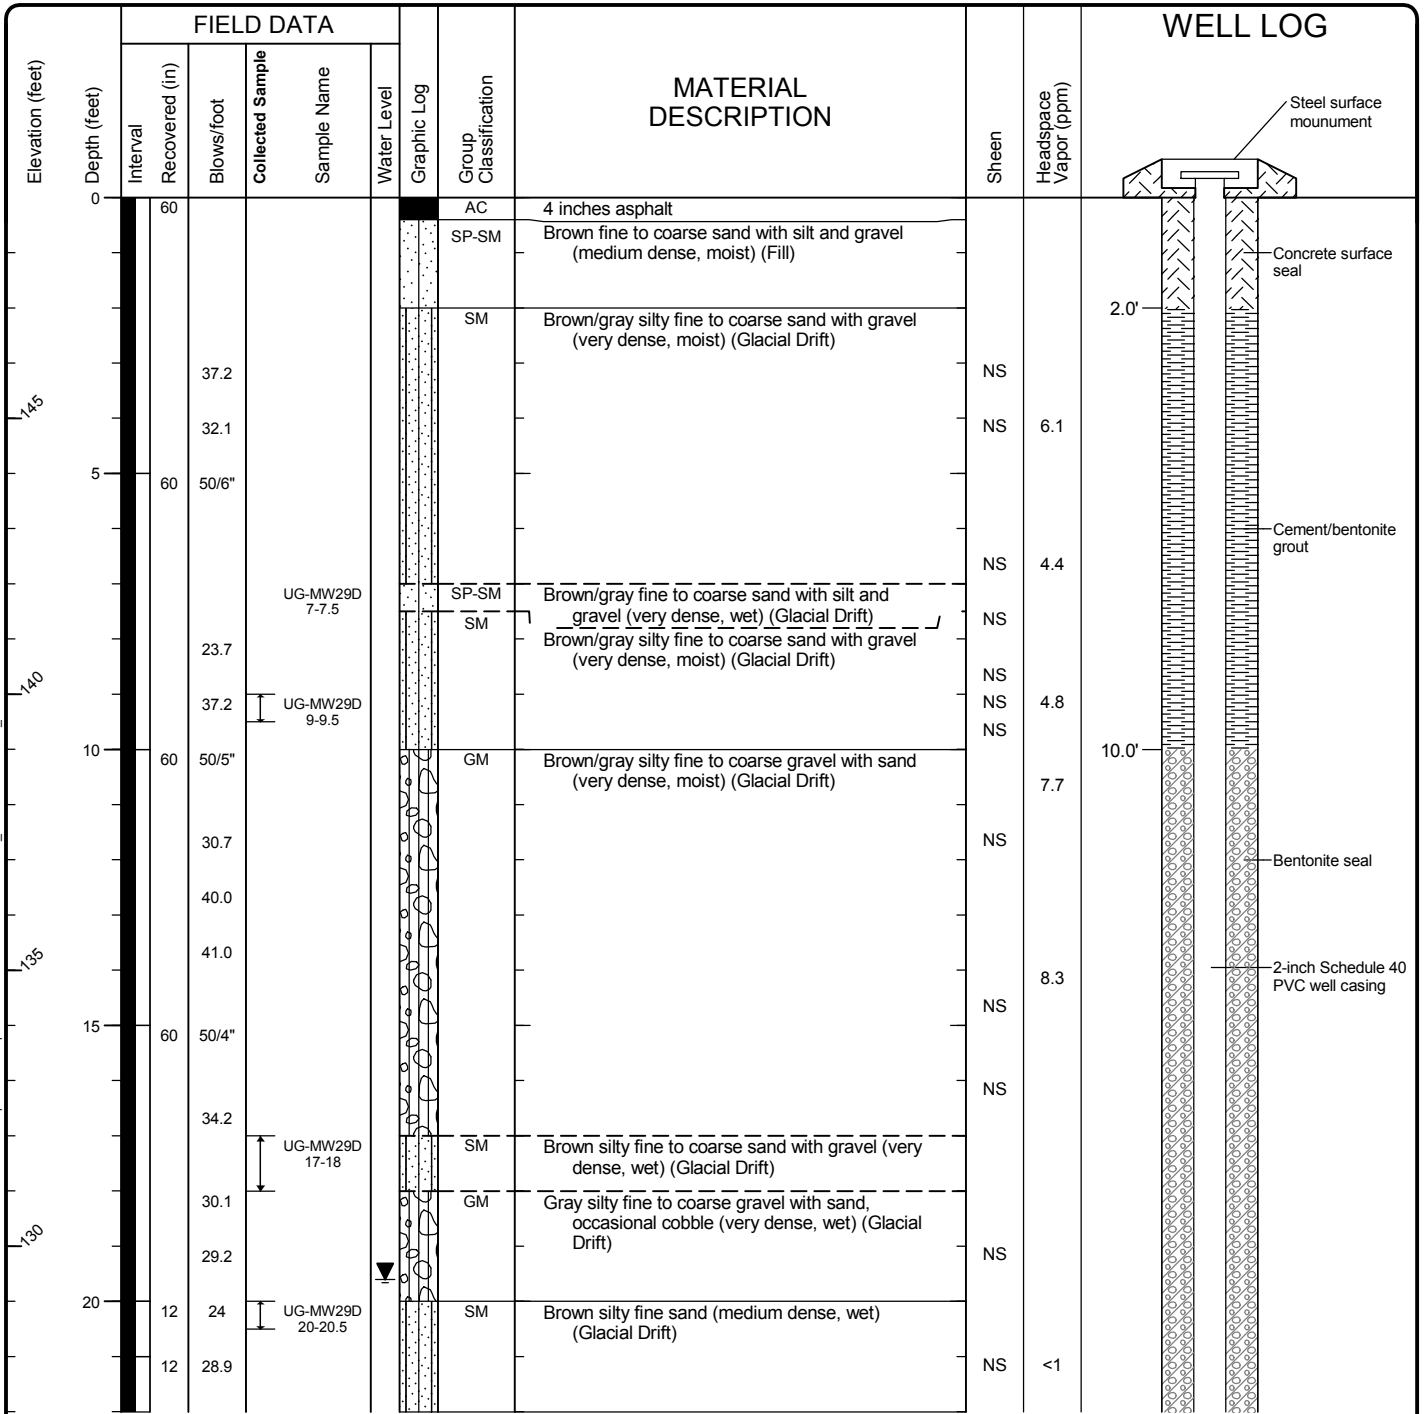 FIELD DATA
WELL LOG
Elevation (feet)
Depth (feet)
Interval
Recovered (in)
Blows/foot
Collected Sample
Sample Name
Water Level
Graphic Log
Group
Classification
MATERIAL
DESCRIPTION
Sheen
Headspace
Vapor (ppm)
Steel surface
mounument
0
60
AC
4 inches asphalt
SP-SM
Brown fine to coarse sand with silt and gravel
(medium dense, moist) (Fill)
Concrete surface
seal
2.0'
SM
Brown/gray silty fine to coarse sand with gravel
(very dense, moist) (Glacial Drift)
37.2
NS
145
32.1
NS
6.1
5
60
50/6"
Cement/bentonite
grout
NS
4.4
UG-MW29D
7-7.5
SP-SM
Brown/gray fine to coarse sand with silt and
gravel (very dense, wet) (Glacial Drift)
NS
SM
Brown/gray silty fine to coarse sand with gravel
(very dense, moist) (Glacial Drift)
23.7
NS
140
37.2
UG-MW29D
9-9.5
NS
4.8
NS
10
60
50/5"
GM
Brown/gray silty fine to coarse gravel with sand
(very dense, moist) (Glacial Drift)
10.0'
7.7
30.7
NS
Bentonite seal
40.0
41.0
135
8.3
2-inch Schedule 40
PVC well casing
NS
15
60
50/4"
NS
34.2
UG-MW29D
17-18
SM
Brown silty fine to coarse sand with gravel (very
dense, wet) (Glacial Drift)
30.1
GM
Gray silty fine to coarse gravel with sand,
occasional cobble (very dense, wet) (Glacial
Drift)
130
29.2
NS
20
12
24
UG-MW29D
20-20.5
SM
Brown silty fine sand (medium dense, wet)
(Glacial Drift)
12
28.9
NS
<1